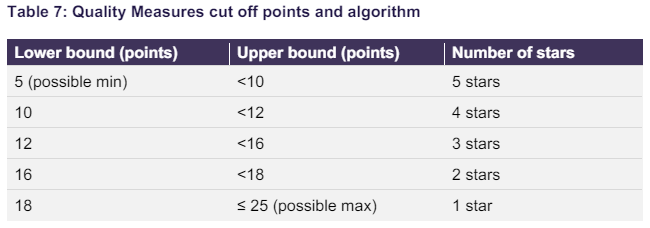 Table 7: Quality Measures cut off points and algorithm
Lower bound (points) Upper bound (points) Number of stars
5 (possible min) <10 5 stars
10 <12 4 stars
12 <16 3 stars
16 <18 2 stars
18 ≤ 25 (possible max) 1 star